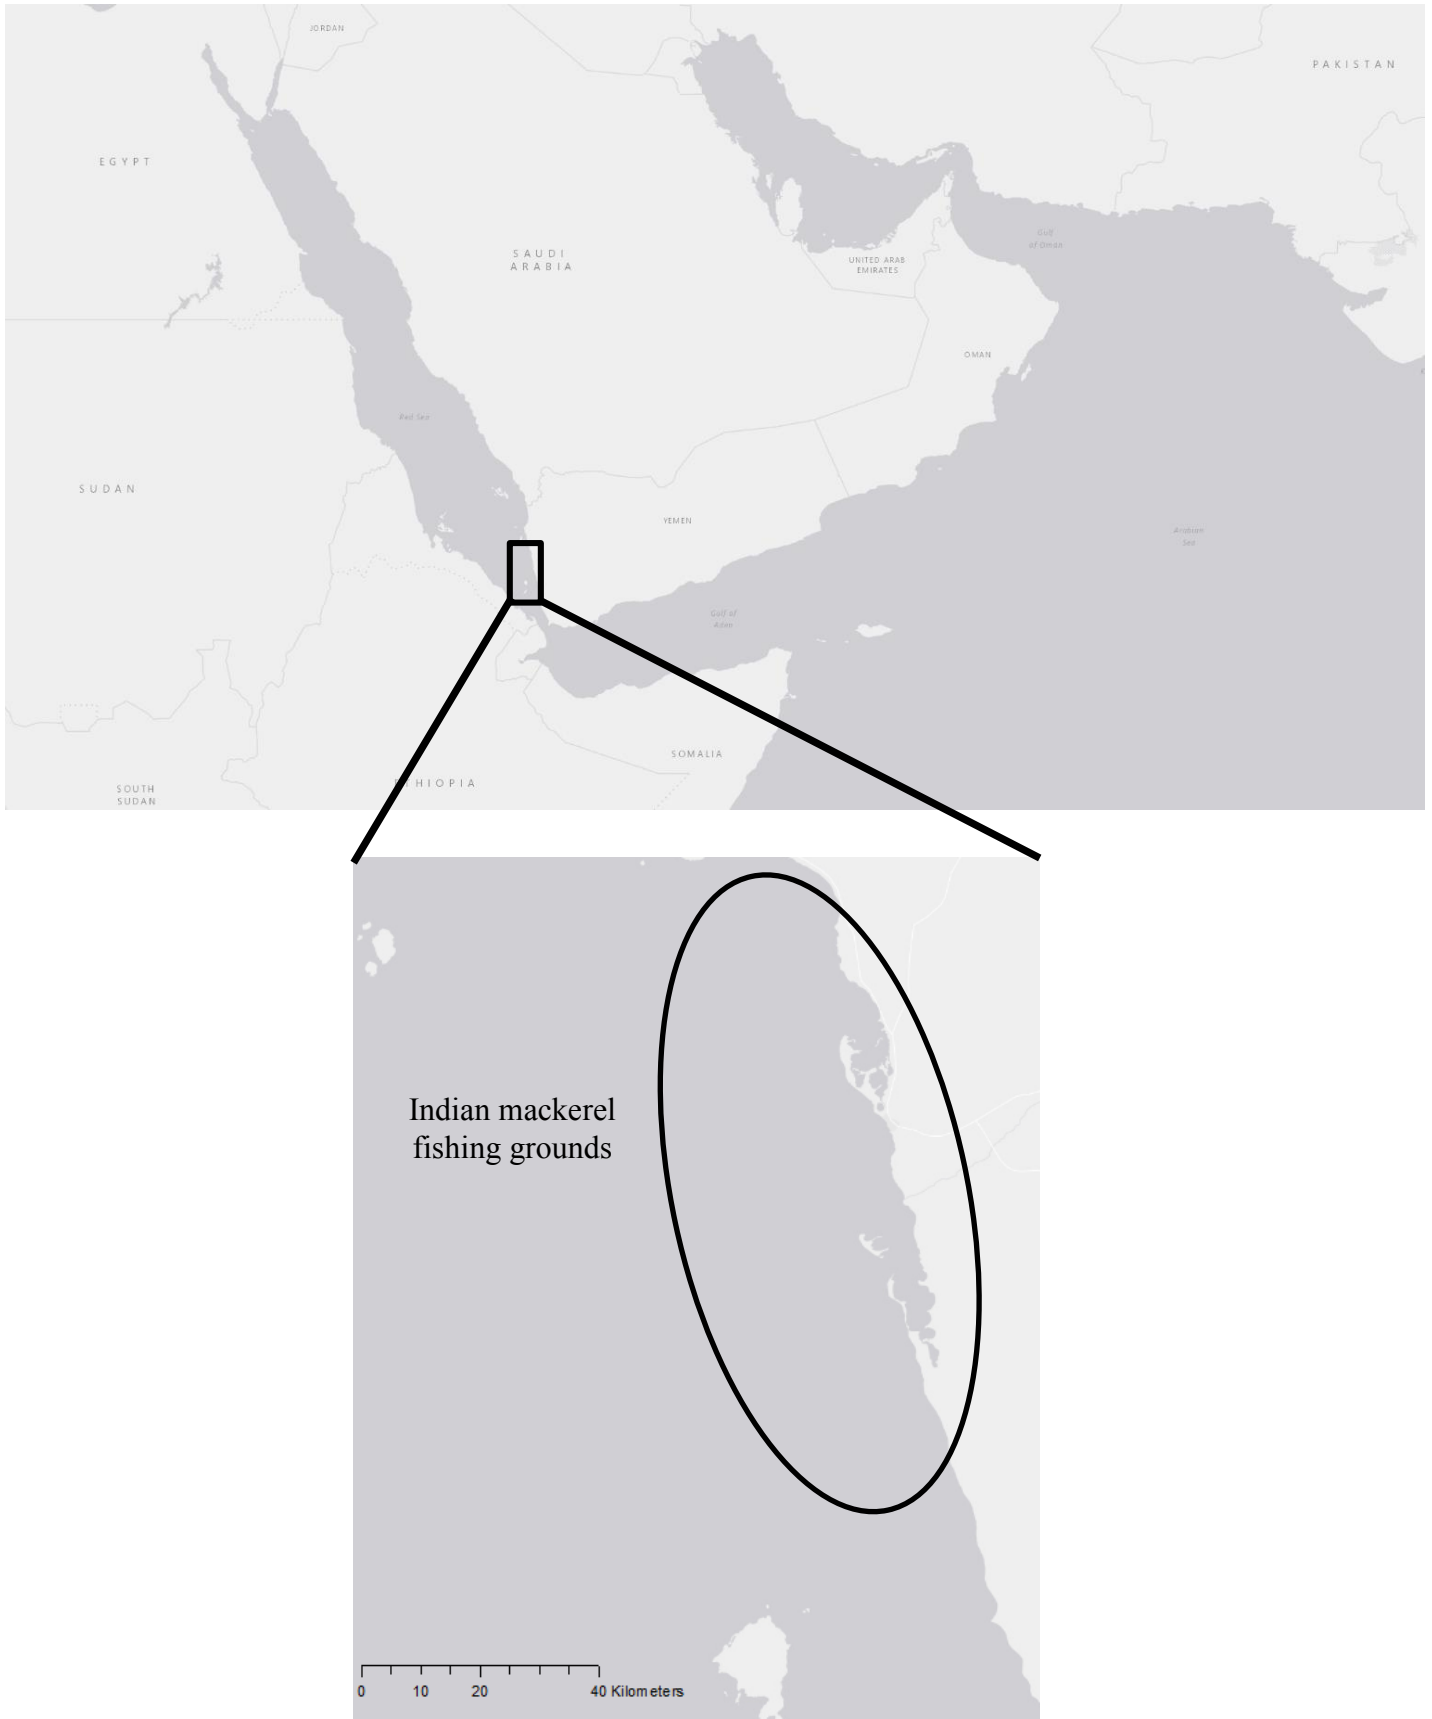 JORDAN
PAKISTAN
EGYPT
SAUDI
ARABIA
Gulf
of Oman
UNITED ARAB
EMIRATES
OMAN
Red Sea
SUDAN
YEMEN
Arabian
Sea
Gulf of
Aden
SOMALIA
THIOPIA
SOUTH
SUDAN
Indian mackerel
fishing grounds
0 10 20 40 Kilometers